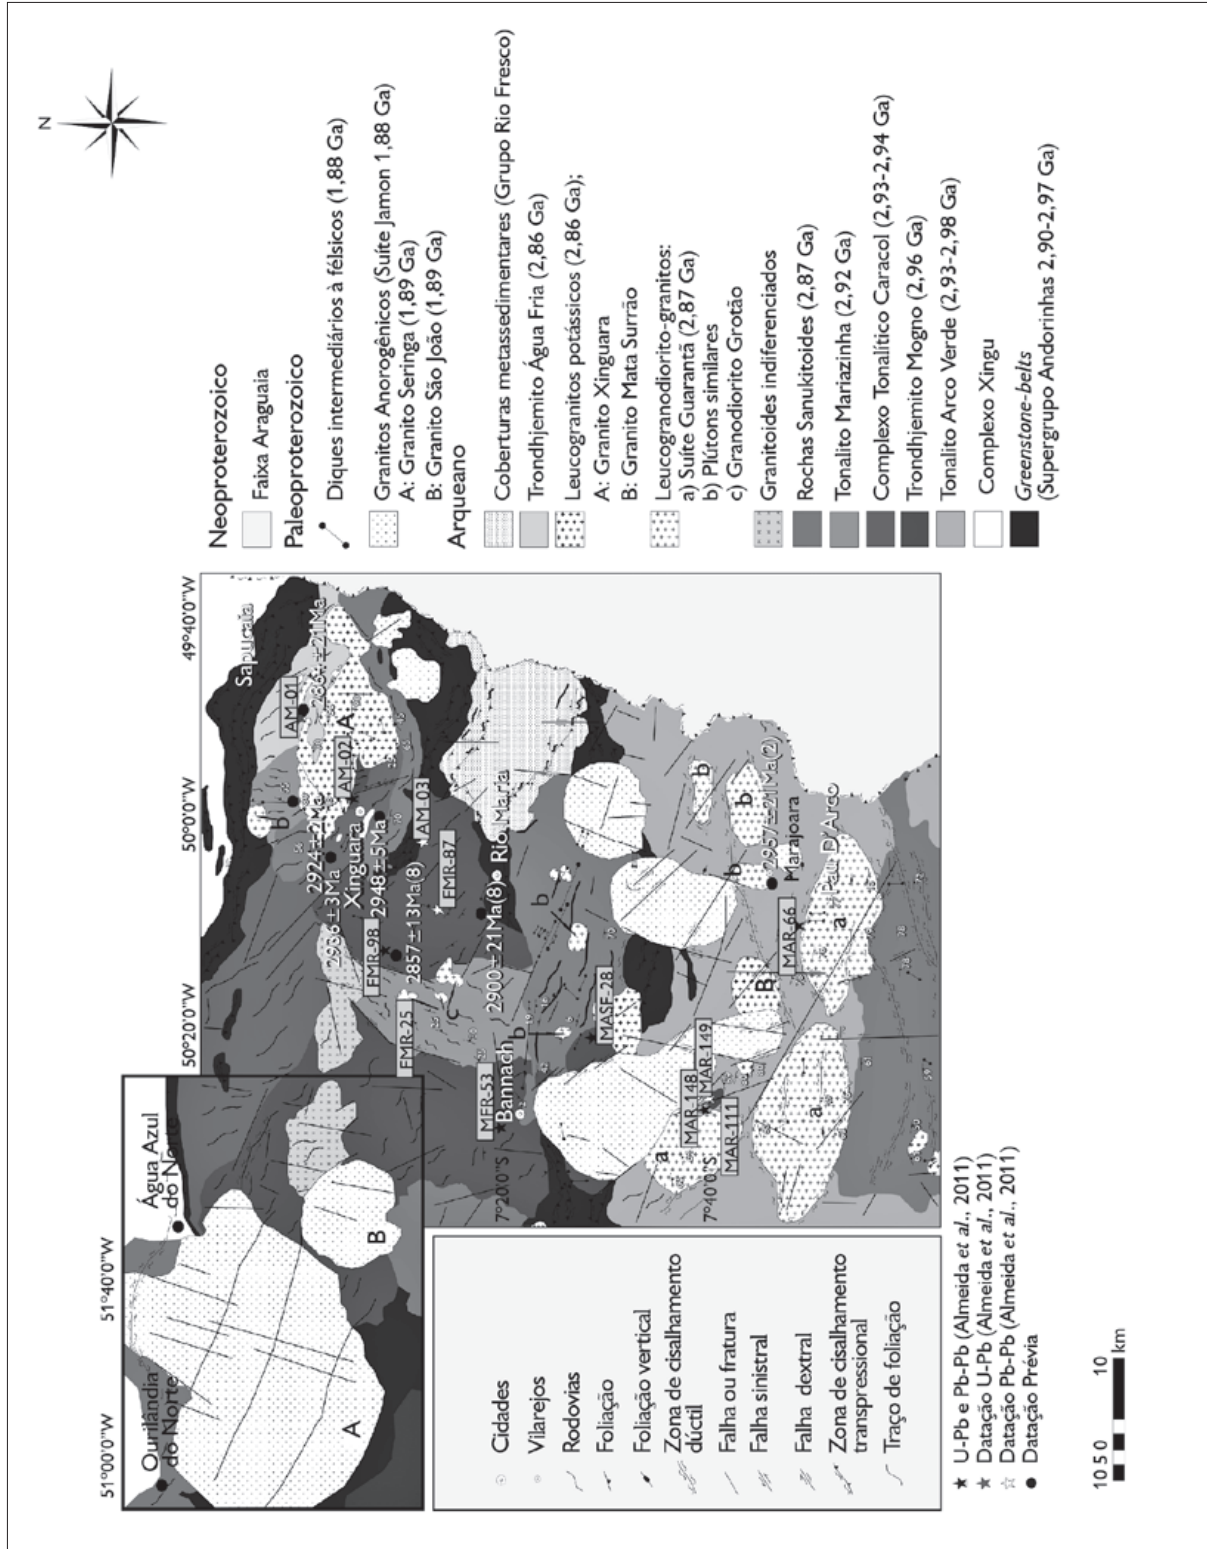 N
Neoproterozoico
Faixa Araguaia
Paleoproterozoico
Diques intermediários à félsicos (1,88 Ga)
Granitos Anorogênicos (Suíte Jamon 1,88 Ga)
A: Granito Seringa (1,89 Ga)
B: Granito São João (1,89 Ga)
Arqueano
Coberturas metassedimentares (Grupo Rio Fresco)
Trondhjemito Água Fria (2,86 Ga)
Leucogranitos potássicos (2,86 Ga);
A: Granito Xinguara
B: Granito Mata Surrão
Leucogranodiorito-granitos:
a) Suíte Guarantã (2,87 Ga)
b) Plútons similares
c) Granodiorito Grotão
Granitoides indiferenciados
Rochas Sanukitoides (2,87 Ga)
Tonalito Mariazinha (2,92 Ga)
Complexo Tonalítico Caracol (2,93-2,94 Ga)
Trondhjemito Mogno (2,96 Ga)
Tonalito Arco Verde (2,93-2,98 Ga)
Complexo Xingu
Greenstone-belts
(Supergrupo Andorinhas 2,90-2,97 Ga)
51°00'0"W
51°40'0"W
50°20'0"W
50°0'0"W
49°40'0"W
7°20'0"S
7°40'0"S
Ourilândia
do Norte
Água Azul
do Norte
A
B
Sapucaia
AM-01
A
AM-02
b
2924±2Ma
2936±3Ma
Xinguara
2948±5Ma
AM-03
FMR-87
2857±13Ma(8)
FMR-98
FMR-25
c
Rio Maria
2900±21Ma(8)
b
b
MFR-53
Bannach
MASF-28
b
b
b
2957±21Ma(2)
Marajoara
Pau D'Arco
MAR-66
a
B
MAR-149
MAR-148
MAR-111
a
a
Cidades
Vilarejos
Rodovias
Foliação
Foliação vertical
Zona de cisalhamento
dúctil
Falha ou fratura
Falha sinistral
Falha dextral
Zona de cisalhamento
transpressional
Traço de foliação
U-Pb e Pb-Pb (Almeida et al., 2011)
Datação U-Pb (Almeida et al., 2011)
Datação Pb-Pb (Almeida et al., 2011)
Datação Prévia
10 5 0 10
km